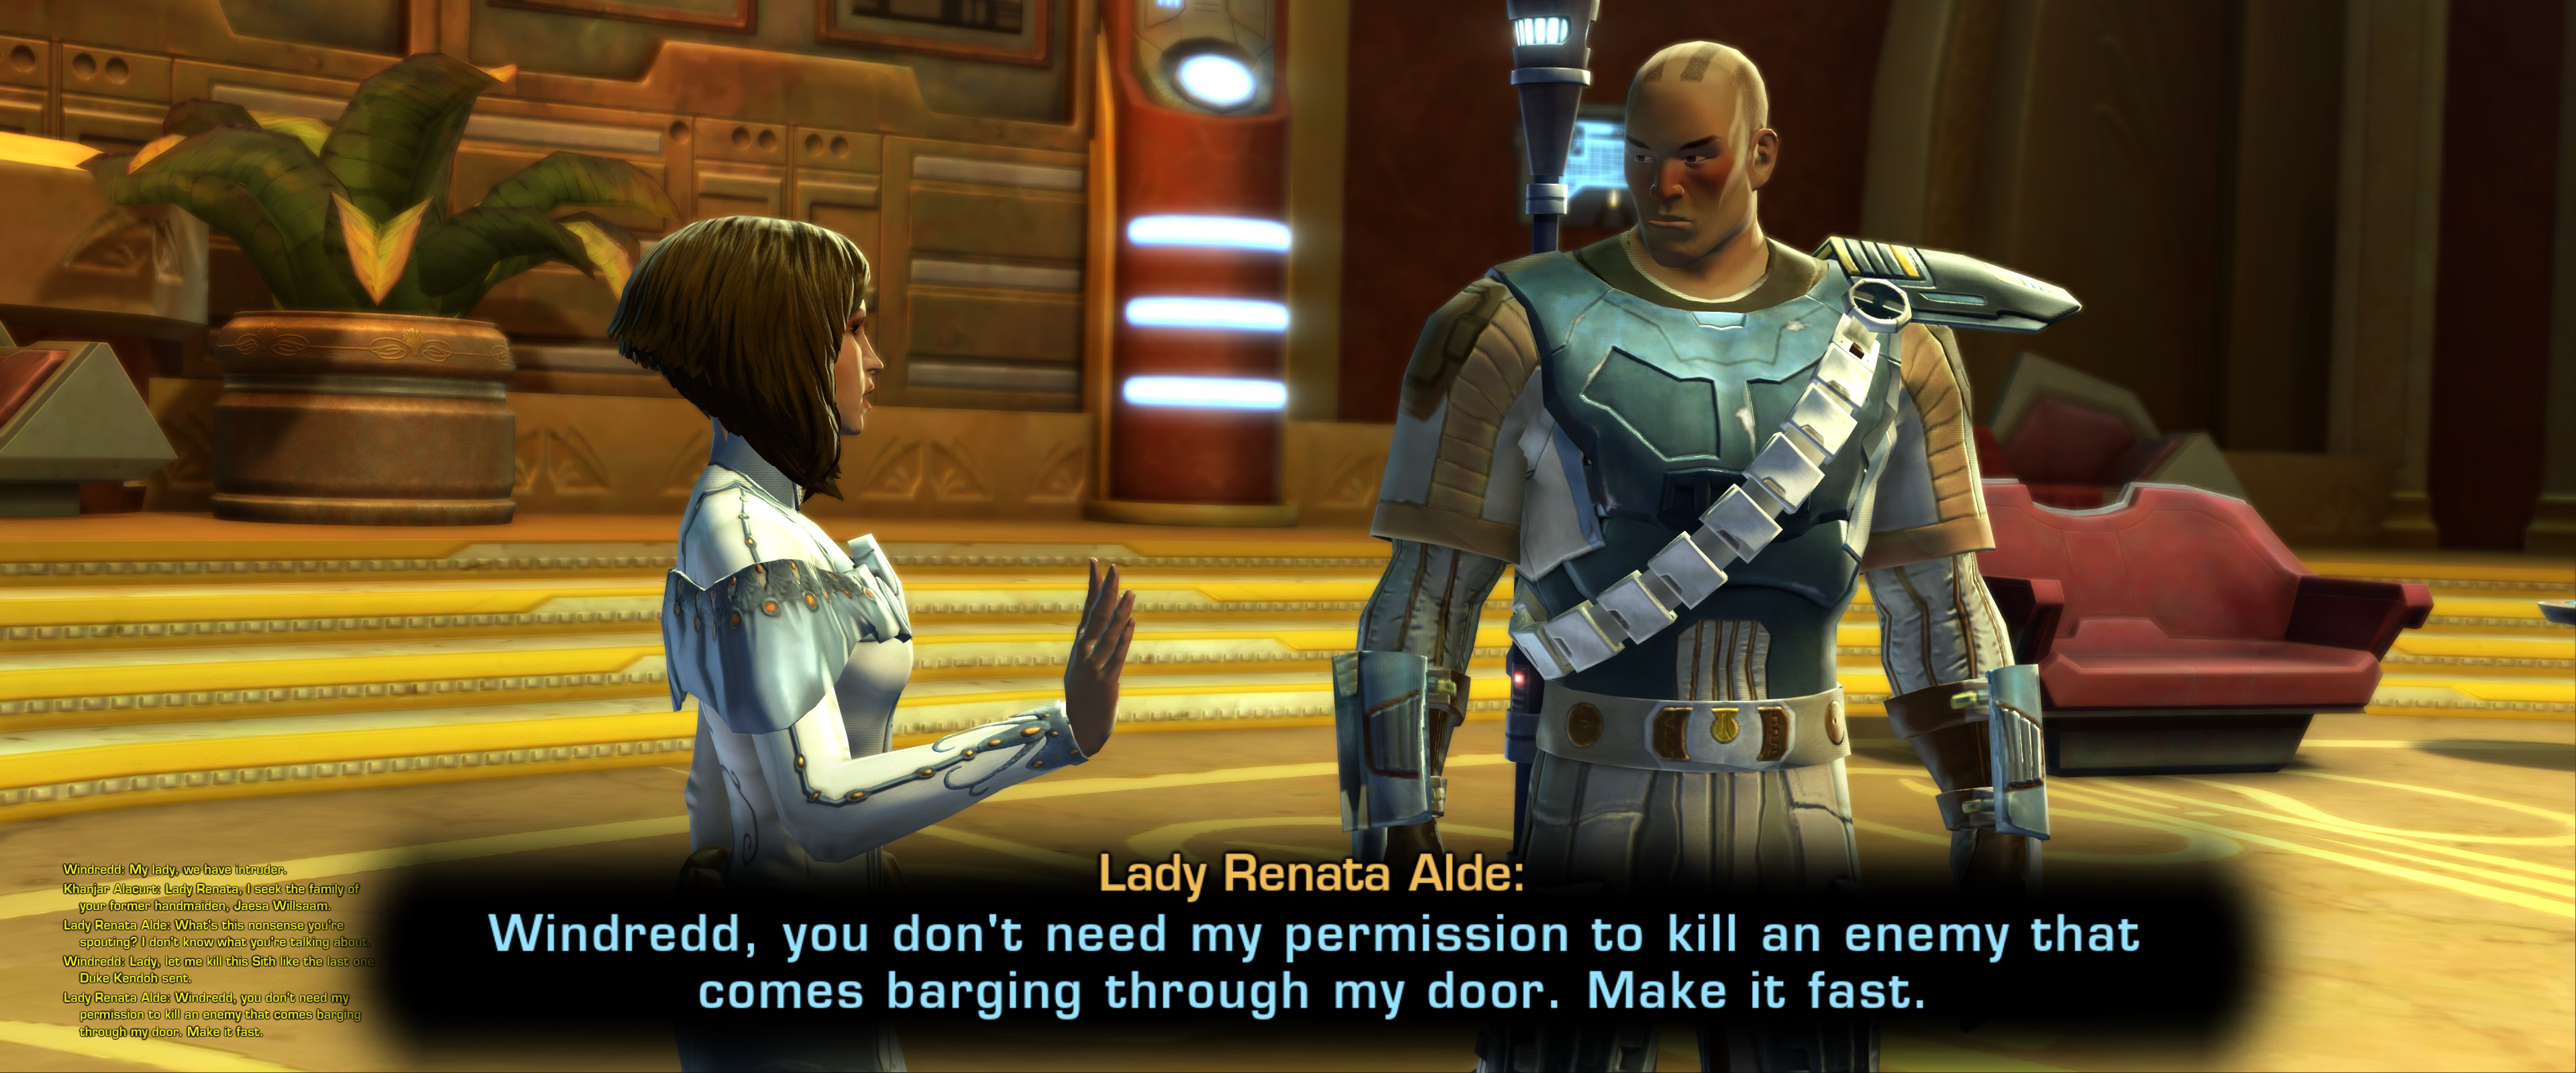 Windredd: My lady, we have intruder.
Khanjar Alacurt: Lady Renata, I seek the family of
your former handmaiden, Jaesa Willsaam.
Lady Renata Alde: What's this nonsense you're
spouting? I don't know what you're talking about.
Windredd: Lady, let me kill this Sith like the last one
Duke Kendoh sent.
Lady Renata Alde: Windredd, you don't need my
permission to kill an enemy that comes barging
through my door. Make it fast.
Lady Renata Alde:
Windredd, you don't need my permission to kill an enemy that
comes barging through my door. Make it fast.